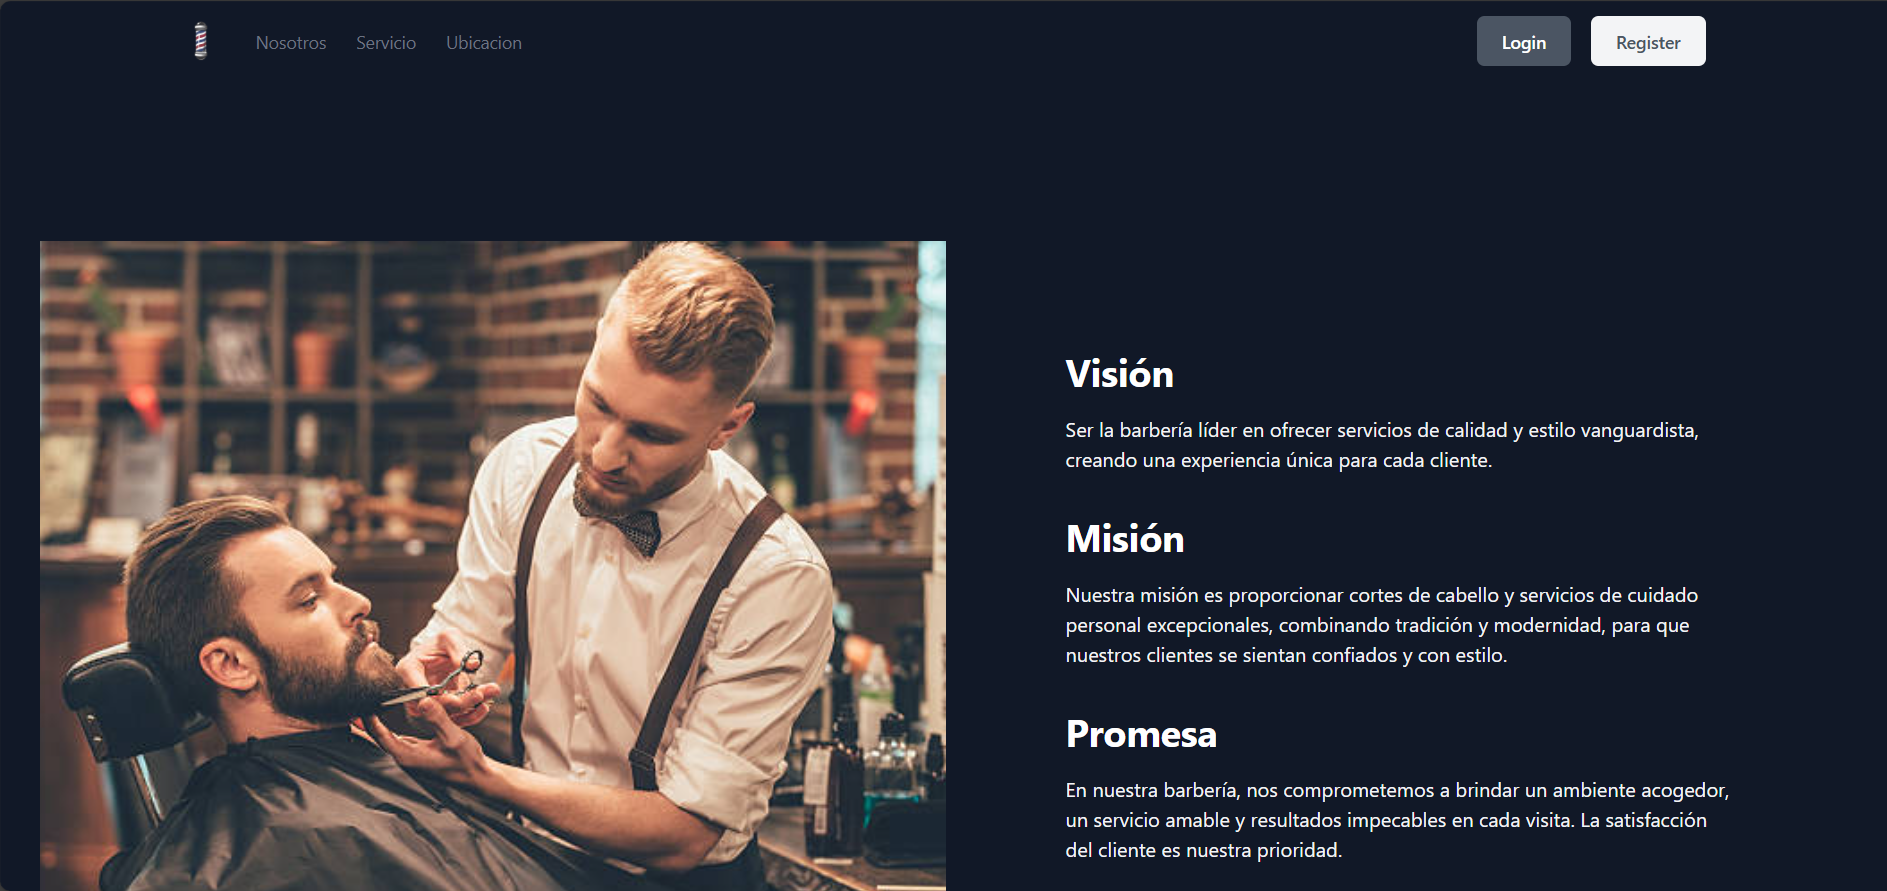 Nosotros Servicio Ubicacion Login Register
Visión
Ser la barbería líder en ofrecer servicios de calidad y estilo vanguardista,
creando una experiencia única para cada cliente.
Misión
Nuestra misión es proporcionar cortes de cabello y servicios de cuidado
personal excepcionales, combinando tradición y modernidad, para que
nuestros clientes se sientan confiados y con estilo.
Promesa
En nuestra barbería, nos comprometemos a brindar un ambiente acogedor,
un servicio amable y resultados impecables en cada visita. La satisfacción
del cliente es nuestra prioridad.